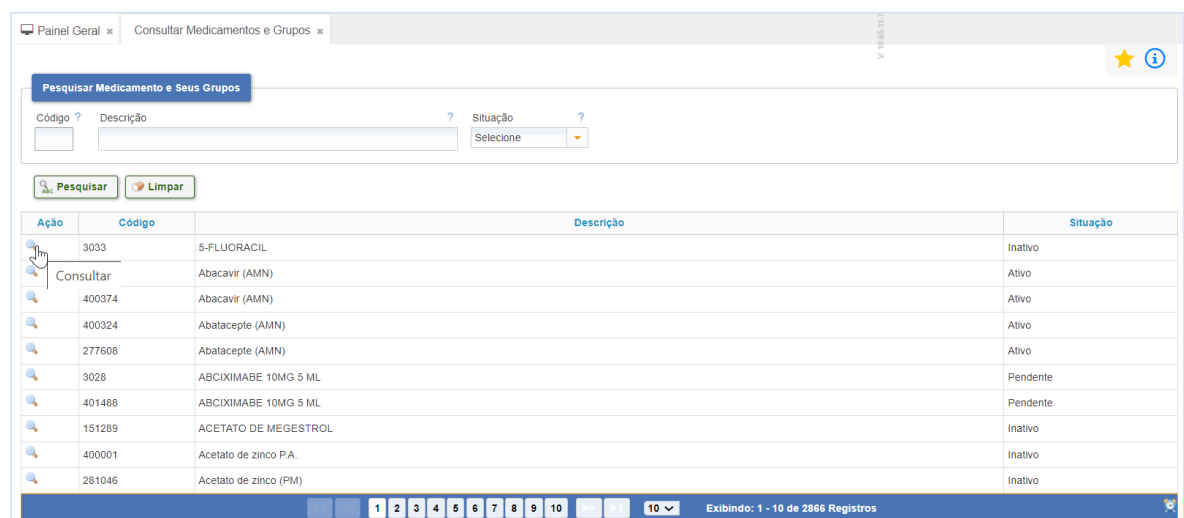 Painel Geral × Consultar Medicamentos e Grupos ×
Pesquisar Medicamento e Seus Grupos
Código ? Descrição ? Situação ?
Selecione
Pesquisar Limpar
Ação Código Descrição Situação
3033 5-FLUORACIL Inativo
Consultar Abacavir (AMN) Ativo
400374 Abacavir (AMN) Ativo
400324 Abatacepte (AMN) Ativo
277608 Abatacepte (AMN) Ativo
3028 ABCIXIMABE 10MG 5 ML Pendente
401488 ABCIXIMABE 10MG 5 ML Pendente
151289 ACETATO DE MEGESTROL Inativo
400001 Acetato de zinco P.A. Inativo
281046 Acetato de zinco (PM) Inativo
1 2 3 4 5 6 7 8 9 10 10 Exibindo: 1 - 10 de 2866 Registros